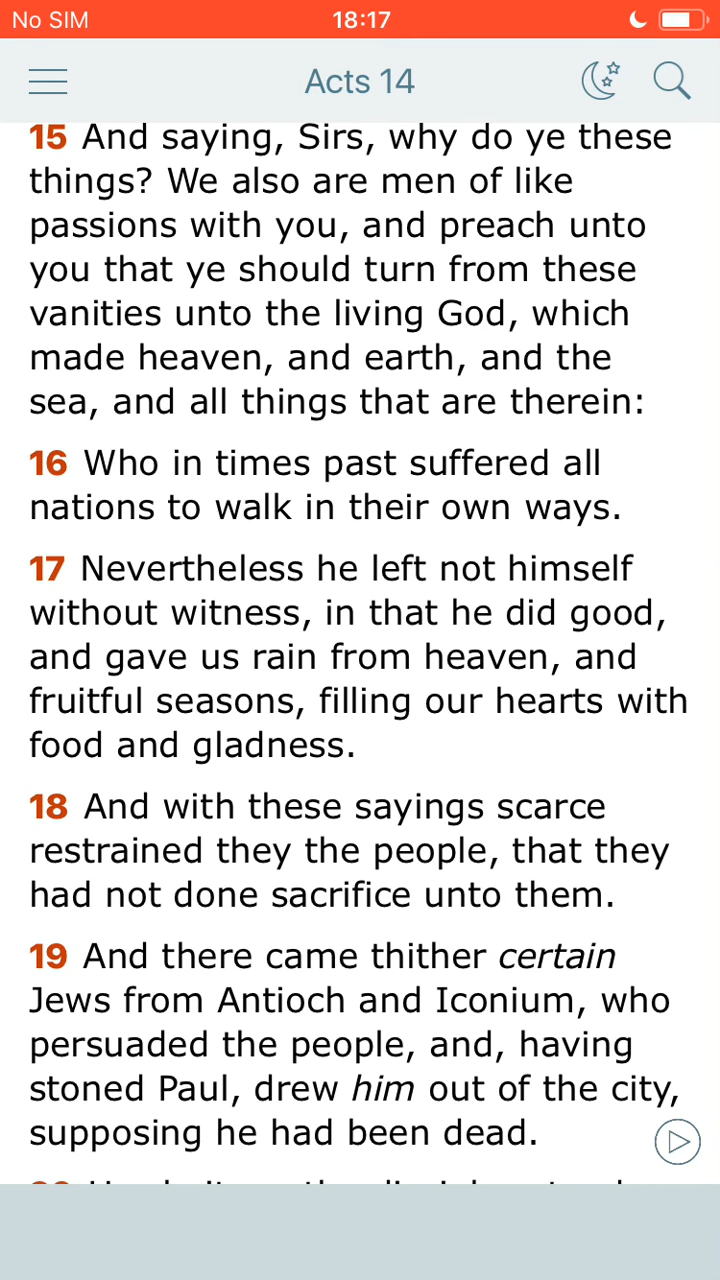 No SIM
18:17
Acts 14
15 And saying, Sirs, why do ye these
things? We also are men of like
passions with you, and preach unto
you that ye should turn from these
vanities unto the living God, which
made heaven, and earth, and the
sea, and all things that are therein:
16 Who in times past suffered all
nations to walk in their own ways.
17 Nevertheless he left not himself
without witness, in that he did good,
and gave us rain from heaven, and
fruitful seasons, filling our hearts with
food and gladness.
18 And with these sayings scarce
restrained they the people, that they
had not done sacrifice unto them.
19 And there came thither certain
Jews from Antioch and Iconium, who
persuaded the people, and, having
stoned Paul, drew him out of the city,
supposing he had been dead.